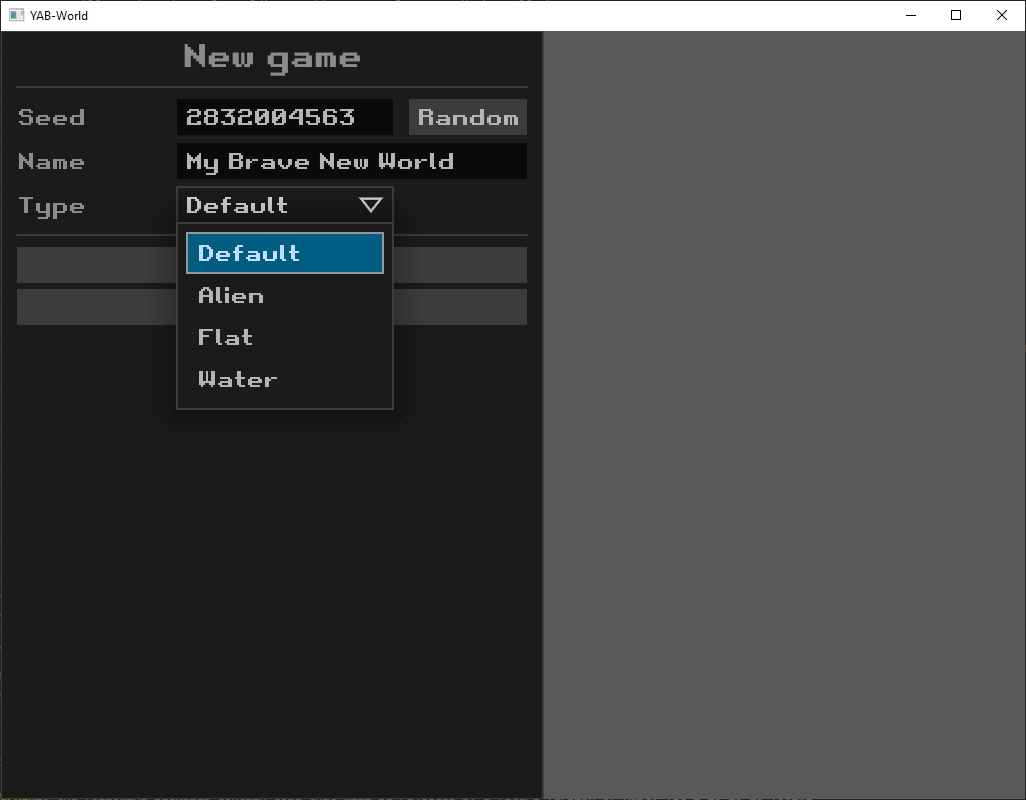 YAB-World
New game
Seed 2832004563 Random
Name My Brave New World
Type Default
Default
Alien
Flat
Water